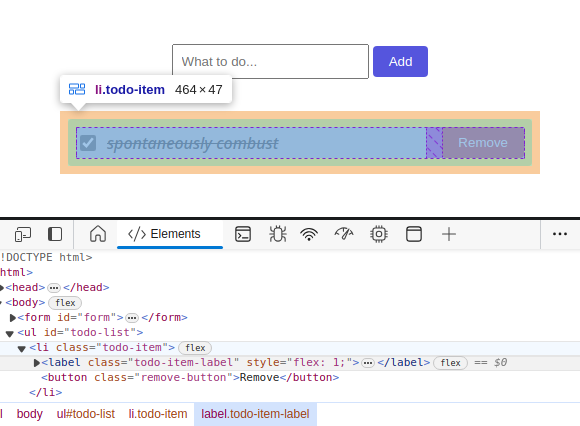 What to do...
Add
li.todo-item 464 × 47
spontaneously combust
Remove
Elements
!DOCTYPE html>
html>
<head> ••• </head>
<body> flex
<form id="form"> ••• </form>
<ul id="todo-list">
<li class="todo-item"> flex
<label class="todo-item-label" style="flex: 1;"> ••• </label> flex == $0
<button class="remove-button">Remove</button>
</li>
l body ul#todo-list li.todo-item label.todo-item-label